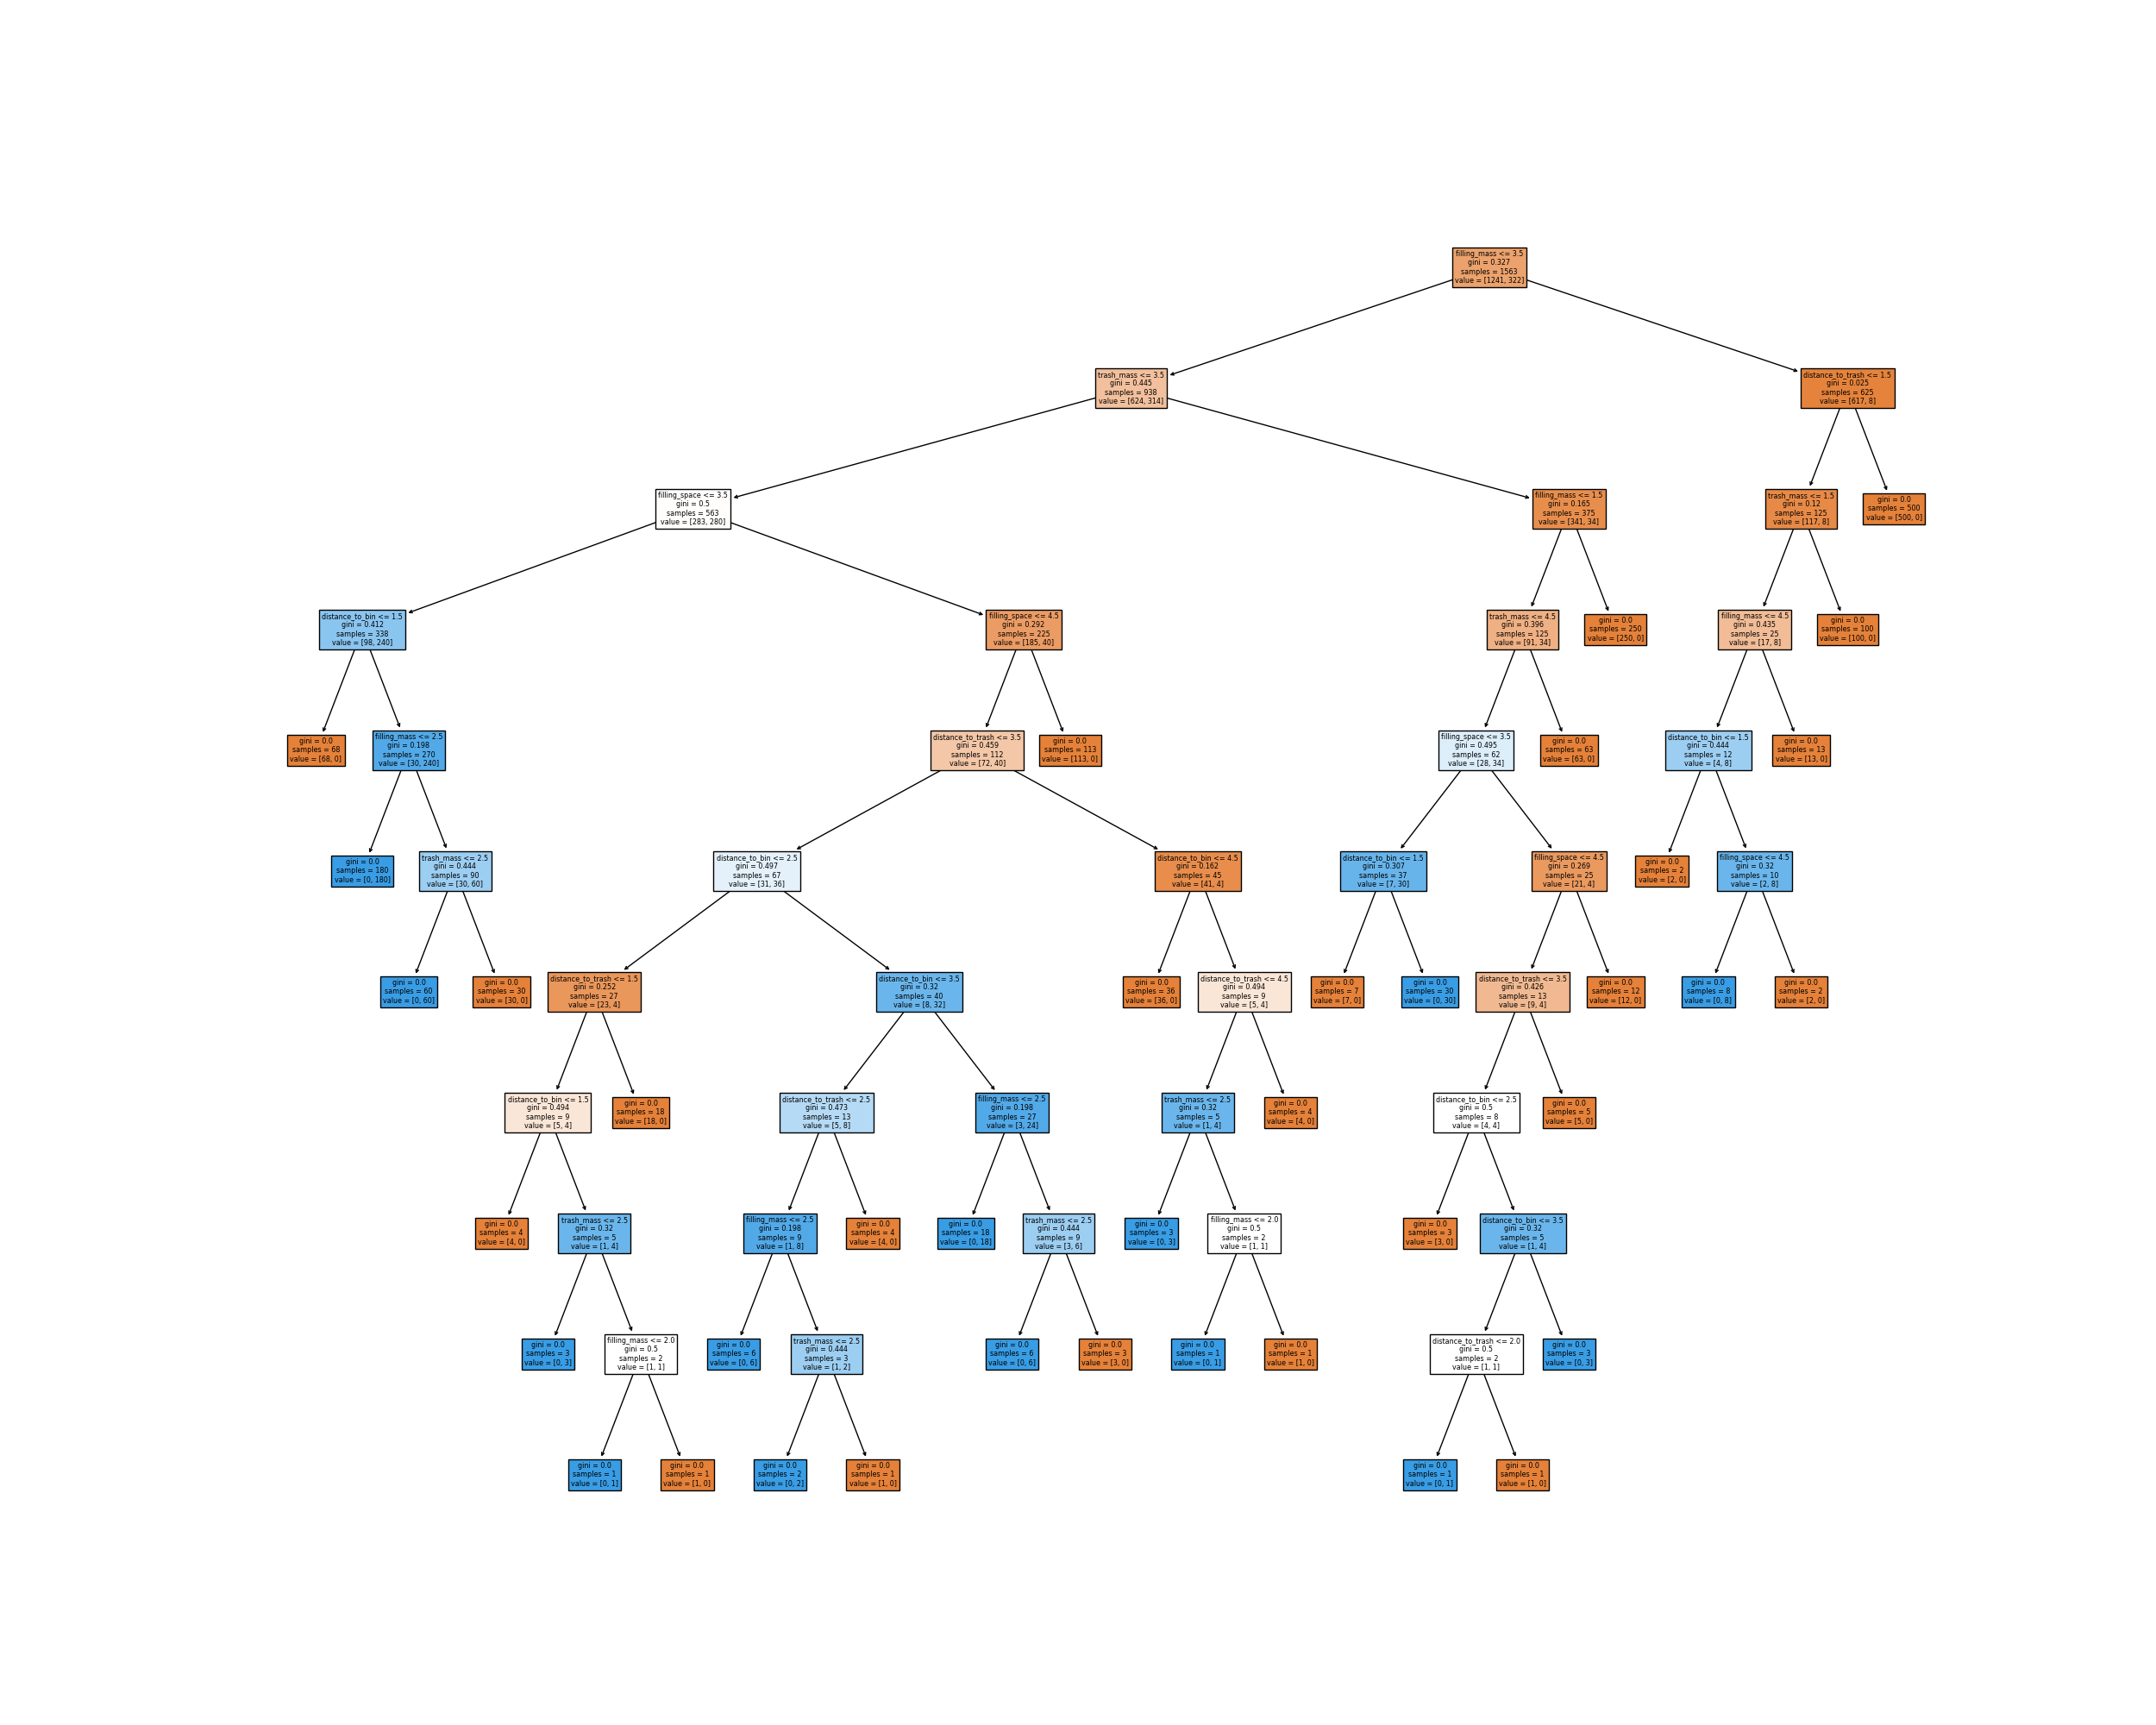 filling_mass <= 3.5
gini = 0.327
samples = 1563
value = [1241, 322]
trash_mass <= 3.5
gini = 0.445
samples = 938
value = [624, 314]
distance_to_trash <= 1.5
gini = 0.025
samples = 625
value = [617, 8]
filling_space <= 3.5
gini = 0.5
samples = 563
value = [283, 280]
filling_mass <= 1.5
gini = 0.165
samples = 375
value = [341, 34]
trash_mass <= 1.5
gini = 0.12
samples = 125
value = [117, 8]
gini = 0.0
samples = 500
value = [500, 0]
distance_to_bin <= 1.5
gini = 0.412
samples = 338
value = [98, 240]
filling_space <= 4.5
gini = 0.292
samples = 225
value = [185, 40]
trash_mass <= 4.5
gini = 0.396
samples = 125
value = [91, 34]
gini = 0.0
samples = 250
value = [250, 0]
filling_mass <= 4.5
gini = 0.435
samples = 25
value = [17, 8]
gini = 0.0
samples = 100
value = [100, 0]
gini = 0.0
samples = 68
value = [68, 0]
filling_mass <= 2.5
gini = 0.198
samples = 270
value = [30, 240]
distance_to_trash <= 3.5
gini = 0.459
samples = 112
value = [72, 40]
gini = 0.0
samples = 113
value = [113, 0]
filling_space <= 3.5
gini = 0.495
samples = 62
value = [28, 34]
gini = 0.0
samples = 63
value = [63, 0]
distance_to_bin <= 1.5
gini = 0.444
samples = 12
value = [4, 8]
gini = 0.0
samples = 13
value = [13, 0]
gini = 0.0
samples = 180
value = [0, 180]
trash_mass <= 2.5
gini = 0.444
samples = 90
value = [30, 60]
distance_to_bin <= 2.5
gini = 0.497
samples = 67
value = [31, 36]
distance_to_bin <= 4.5
gini = 0.162
samples = 45
value = [41, 4]
distance_to_bin <= 1.5
gini = 0.307
samples = 37
value = [7, 30]
filling_space <= 4.5
gini = 0.269
samples = 25
value = [21, 4]
gini = 0.0
samples = 2
value = [2, 0]
filling_space <= 4.5
gini = 0.32
samples = 10
value = [2, 8]
gini = 0.0
samples = 60
value = [0, 60]
gini = 0.0
samples = 30
value = [30, 0]
distance_to_trash <= 1.5
gini = 0.252
samples = 27
value = [23, 4]
distance_to_bin <= 3.5
gini = 0.32
samples = 40
value = [8, 32]
gini = 0.0
samples = 36
value = [36, 0]
distance_to_trash <= 4.5
gini = 0.494
samples = 9
value = [5, 4]
gini = 0.0
samples = 7
value = [7, 0]
gini = 0.0
samples = 30
value = [0, 30]
distance_to_trash <= 3.5
gini = 0.426
samples = 13
value = [9, 4]
gini = 0.0
samples = 12
value = [12, 0]
gini = 0.0
samples = 8
value = [0, 8]
gini = 0.0
samples = 2
value = [2, 0]
distance_to_bin <= 1.5
gini = 0.494
samples = 9
value = [5, 4]
gini = 0.0
samples = 18
value = [18, 0]
distance_to_trash <= 2.5
gini = 0.473
samples = 13
value = [5, 8]
filling_mass <= 2.5
gini = 0.198
samples = 27
value = [3, 24]
trash_mass <= 2.5
gini = 0.32
samples = 5
value = [1, 4]
gini = 0.0
samples = 4
value = [4, 0]
distance_to_bin <= 2.5
gini = 0.5
samples = 8
value = [4, 4]
gini = 0.0
samples = 5
value = [5, 0]
gini = 0.0
samples = 4
value = [4, 0]
trash_mass <= 2.5
gini = 0.32
samples = 5
value = [1, 4]
filling_mass <= 2.5
gini = 0.198
samples = 9
value = [1, 8]
gini = 0.0
samples = 4
value = [4, 0]
gini = 0.0
samples = 18
value = [0, 18]
trash_mass <= 2.5
gini = 0.444
samples = 9
value = [3, 6]
gini = 0.0
samples = 3
value = [0, 3]
filling_mass <= 2.0
gini = 0.5
samples = 2
value = [1, 1]
gini = 0.0
samples = 3
value = [3, 0]
distance_to_bin <= 3.5
gini = 0.32
samples = 5
value = [1, 4]
gini = 0.0
samples = 3
value = [0, 3]
filling_mass <= 2.0
gini = 0.5
samples = 2
value = [1, 1]
gini = 0.0
samples = 6
value = [0, 6]
trash_mass <= 2.5
gini = 0.444
samples = 3
value = [1, 2]
gini = 0.0
samples = 6
value = [0, 6]
gini = 0.0
samples = 3
value = [3, 0]
gini = 0.0
samples = 1
value = [0, 1]
gini = 0.0
samples = 1
value = [1, 0]
distance_to_trash <= 2.0
gini = 0.5
samples = 2
value = [1, 1]
gini = 0.0
samples = 3
value = [0, 3]
gini = 0.0
samples = 1
value = [0, 1]
gini = 0.0
samples = 1
value = [1, 0]
gini = 0.0
samples = 2
value = [0, 2]
gini = 0.0
samples = 1
value = [1, 0]
gini = 0.0
samples = 1
value = [0, 1]
gini = 0.0
samples = 1
value = [1, 0]